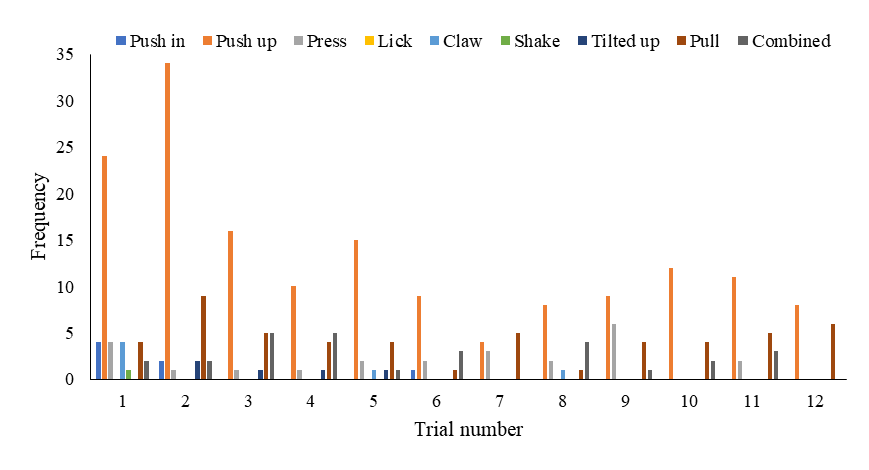 Push in Push up Press Lick Claw Shake Tilted up Pull Combined
35
30
25
20
15
10
5
0
Frequency
1 2 3 4 5 6 7 8 9 10 11 12
Trial number